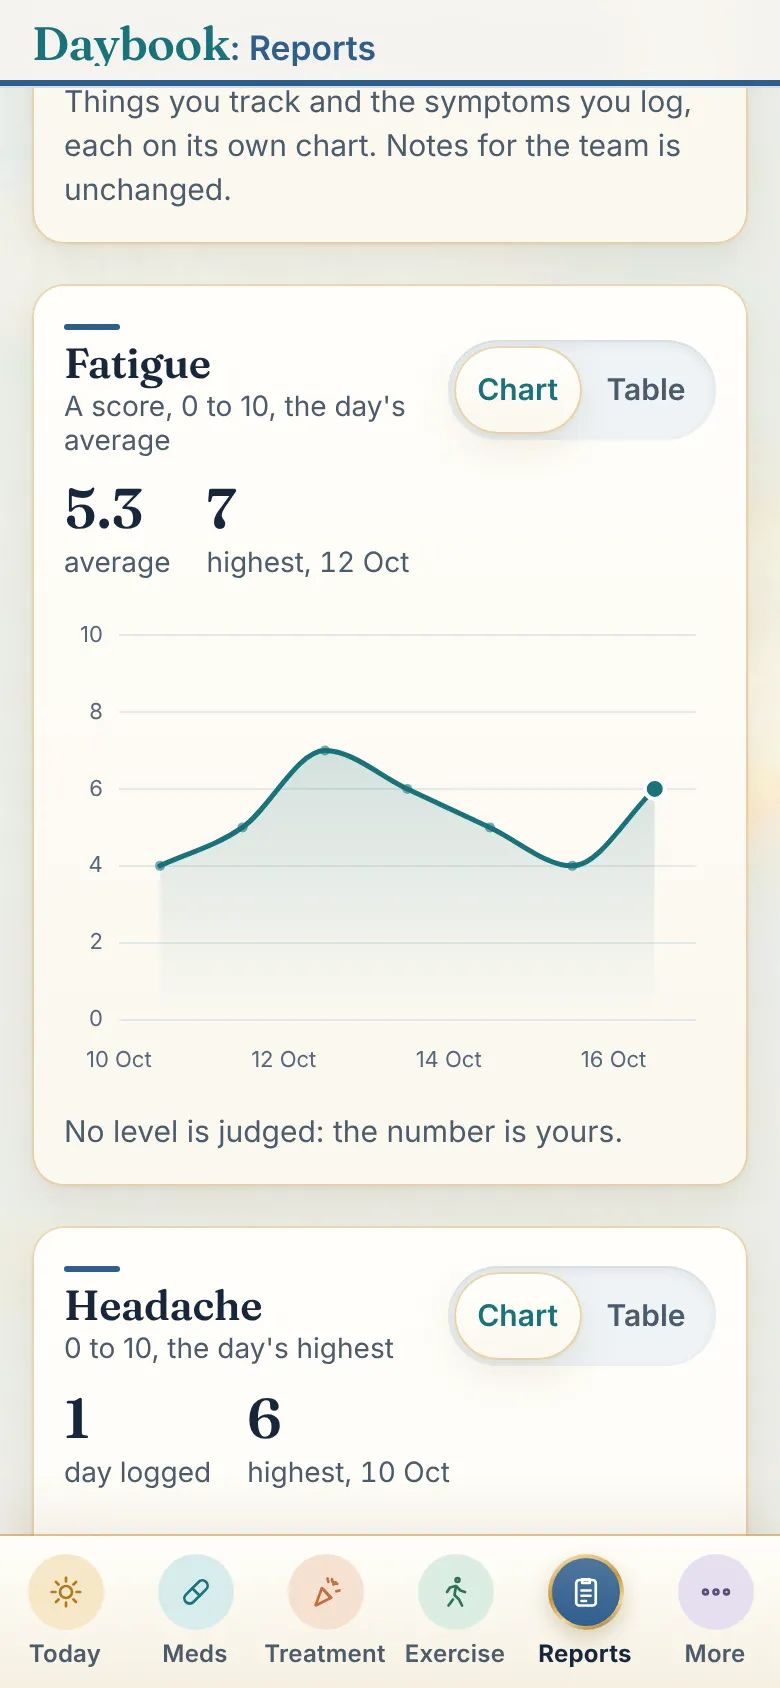 Daybook: Reports
Things you track and the symptoms you log,
each on its own chart. Notes for the team is
unchanged.
Fatigue
A score, 0 to 10, the day's
average
Chart
Table
5.3
7
average
highest, 12 Oct
10
8
6
4
2
0
10 Oct
12 Oct
14 Oct
16 Oct
No level is judged: the number is yours.
Headache
0 to 10, the day's highest
Chart
Table
1
6
day logged
highest, 10 Oct
Today
Meds
Treatment
Exercise
Reports
More